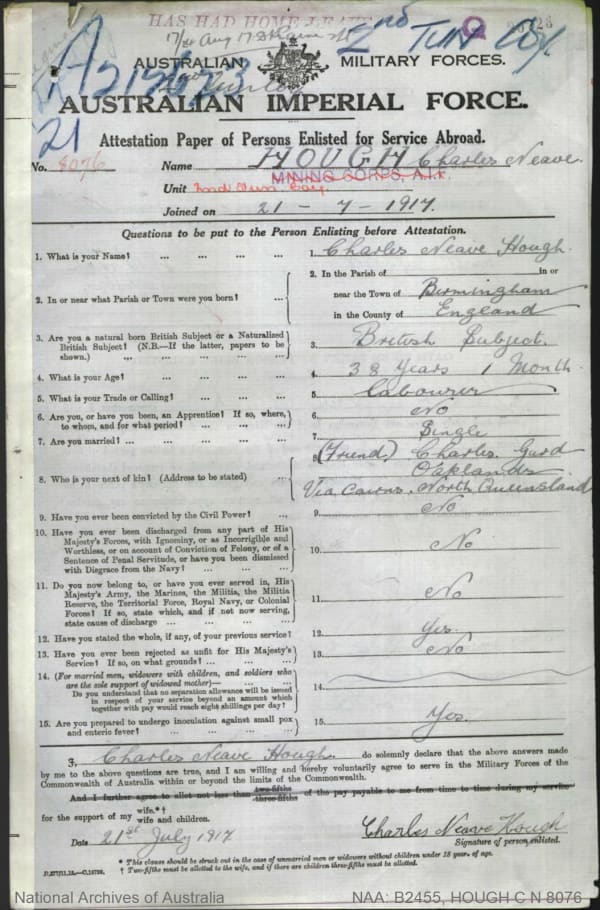 HAS HAD HOME LEAVE
2nd TUN Coy.
AUSTRALIAN MILITARY FORCES.
AUSTRALIAN IMPERIAL FORCE.
21
Attestation Paper of Persons Enlisted for Service Abroad.
No. 8076 Name HOUGH Charles Neave.
MINING CORPS, A.I.F.
Unit
Joined on 21 - 7 - 1917.
Questions to be put to the Person Enlisting before Attestation.
1. What is your Name? ... ... ... ... 1. Charles Neave Hough.
2. In or near what Parish or Town were you born? ... 2. In the Parish of in or
near the Town of Birmingham
in the County of England
3. Are you a natural born British Subject or a Naturalized British Subject? (N.B.—If the latter, papers to be shown.) ... ... ... ... 3. British Subject.
4. What is your Age? ... ... ... ... 4. 38 Years 1 Month
5. What is your Trade or Calling? ... ... ... 5. Labourer
6. Are you, or have you been, an Apprentice? If so, where, to whom, and for what period? ... ... ... 6. No
7. Are you married? ... ... ... ... ... 7. Single
8. Who is your next of kin? (Address to be stated) ... 8. (Friend.) Charles Gurd
Oaklands
Via Cairns. North Queensland
9. Have you ever been convicted by the Civil Power? ... 9. No
10. Have you ever been discharged from any part of His
Majesty's Forces, with Ignominy, or as Incorrigible and
Worthless, or on account of Conviction of Felony, or of a
Sentence of Penal Servitude, or have you been dismissed
with Disgrace from the Navy? ... ... ... 10. No
11. Do you now belong to, or have you ever served in, His
Majesty's Army, the Marines, the Militia, the Militia
Reserve, the Territorial Force, Royal Navy, or Colonial
Forces? If so, state which, and if not now serving,
state cause of discharge ... ... ... ... 11. No
12. Have you stated the whole, if any, of your previous service? 12. Yes.
13. Have you ever been rejected as unfit for His Majesty's
Service? If so, on what grounds? ... ... ... 13. No
14. (For married men, widowers with children, and soldiers who
are the sole support of widowed mother)— ... ...
Do you understand that no separation allowance will be issued
in respect of your service beyond an amount which
together with pay would reach eight shillings per day? 14.
15. Are you prepared to undergo inoculation against small pox
and enteric fever? ... ... ... ... ... 15. Yes.
I, Charles Neave Hough. do solemnly declare that the above answers made
by me to the above questions are true, and I am willing and hereby voluntarily agree to serve in the Military Forces of the
Commonwealth of Australia within or beyond the limits of the Commonwealth.
And I further agree to allot not less than two-fifths three-fifths of the pay payable to me from time to time during my service
for the support of my wife.*† wife and children.
Date 21st July 1917 Charles Neave Hough
Signature of person enlisted.
* This clause should be struck out in the case of unmarried men or widowers without children under 18 years of age.
† Two-fifths must be allotted to the wife, and if there are children three-fifths must be allotted.
National Archives of Australia NAA: B2455, HOUGH C N 8076